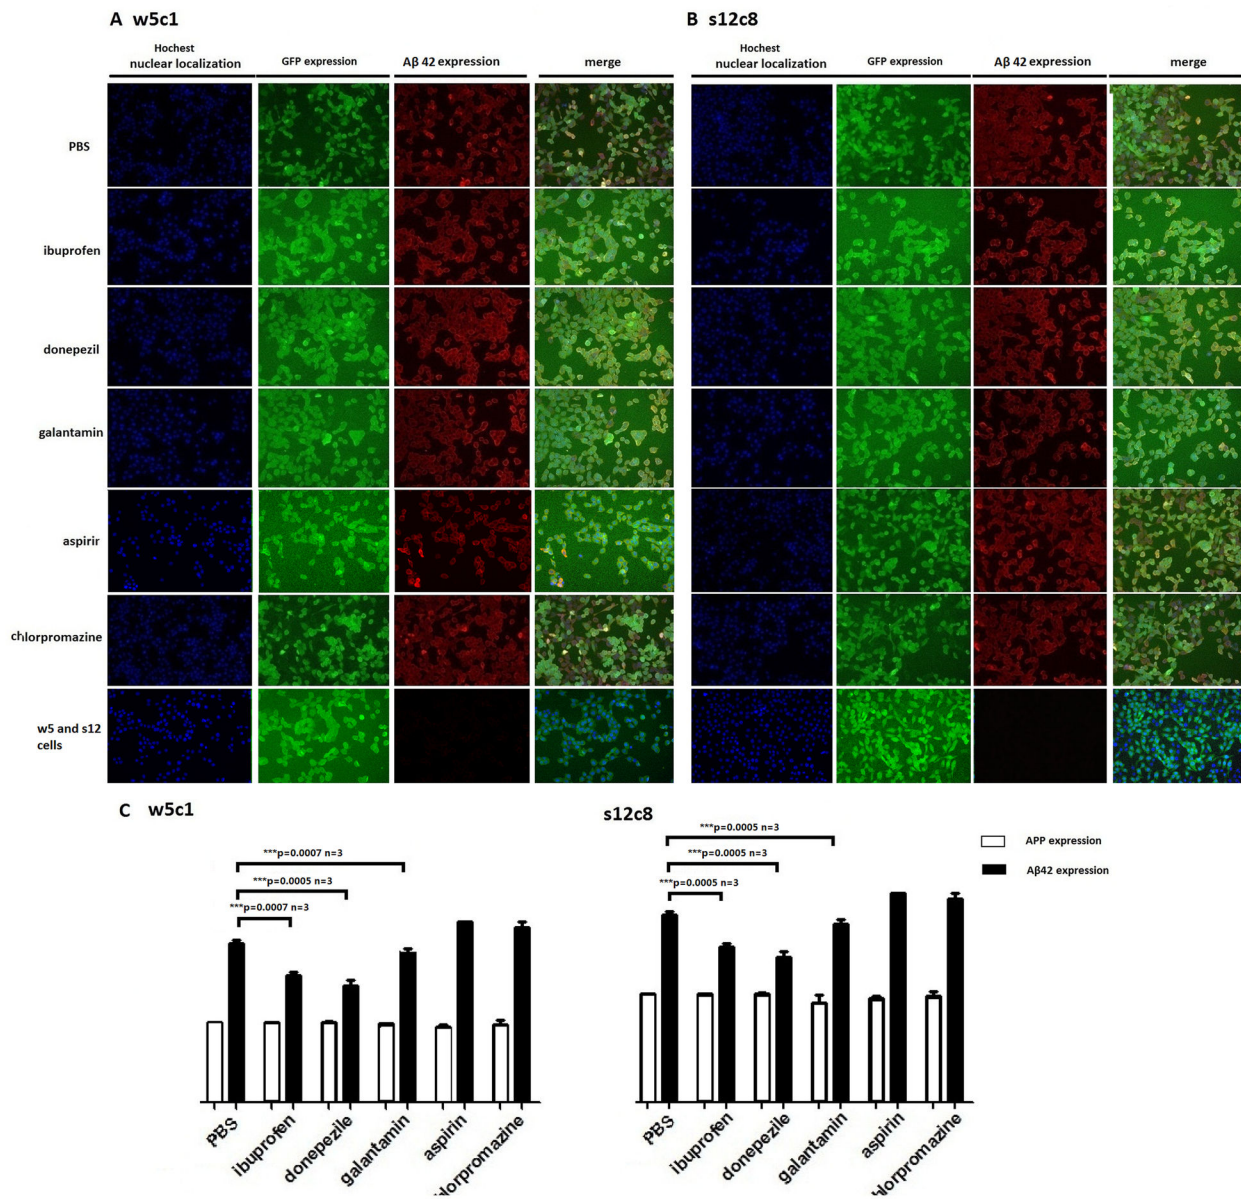 A w5c1
B s12c8
Hochest
nuclear localization
GFP expression
Aβ 42 expression
merge
Hochest
nuclear localization
GFP expression
Aβ 42 expression
merge
PBS
ibuprofen
donepezil
galantamin
aspirir
chlorpromazine
w5 and s12
cells
C w5c1
***p=0.0007 n=3
***p=0.0005 n=3
***p=0.0007 n=3
PBS
ibuprofen
donepezile
galantamin
aspirin
hlorpromazine
s12c8
***p=0.0005 n=3
***p=0.0005 n=3
***p=0.0005 n=3
PBS
ibuprofen
donepezile
galantamin
aspirin
hlorpromazine
APP expression
Aβ42 expression